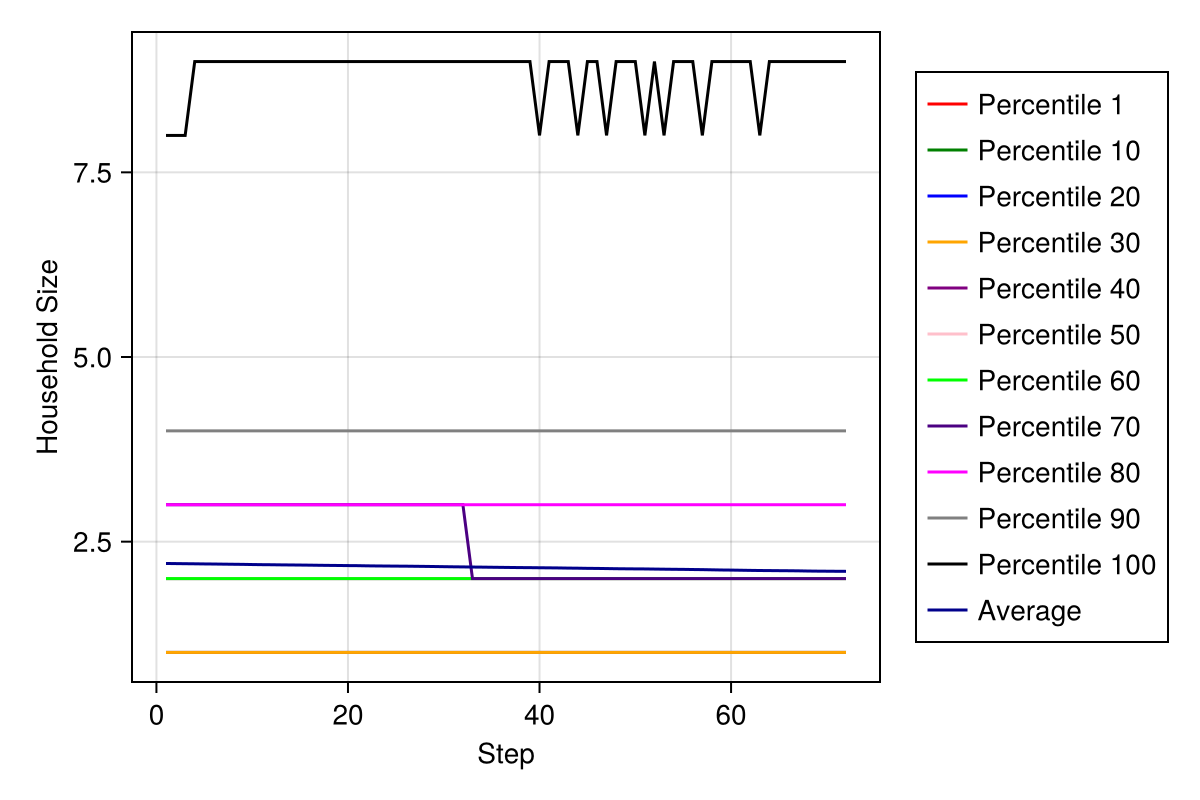 7.5
5.0
2.5
Household Size
0 20 40 60
Step
Percentile 1
Percentile 10
Percentile 20
Percentile 30
Percentile 40
Percentile 50
Percentile 60
Percentile 70
Percentile 80
Percentile 90
Percentile 100
Average